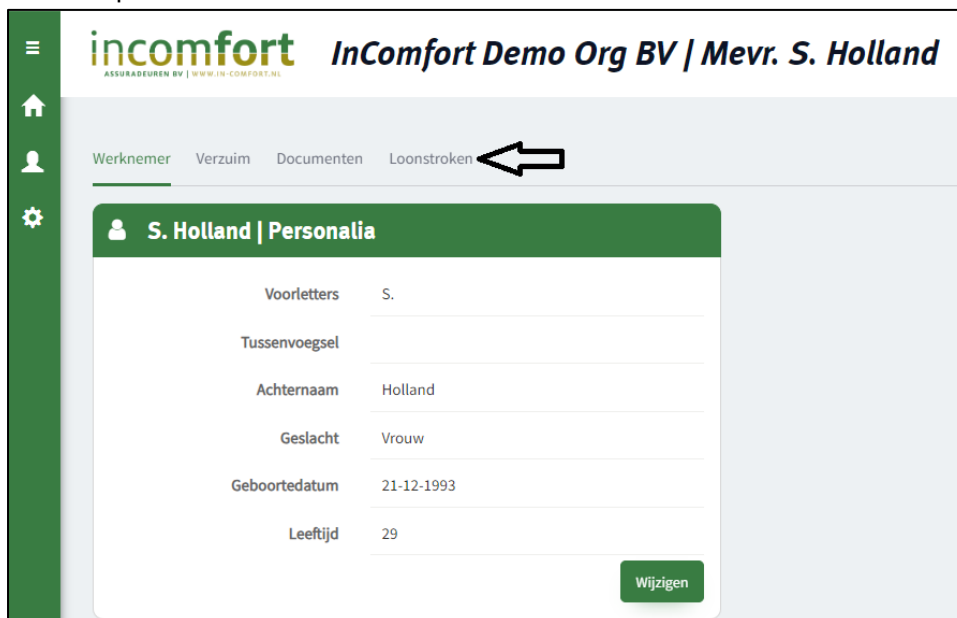 incomfort
ASSURADEUREN BV | WWW.IN-COMFORT.NL
InComfort Demo Org BV | Mevr. S. Holland
Werknemer Verzuim Documenten Loonstroken
S. Holland | Personalia
Voorletters S.
Tussenvoegsel
Achternaam Holland
Geslacht Vrouw
Geboortedatum 21-12-1993
Leeftijd 29
Wijzigen